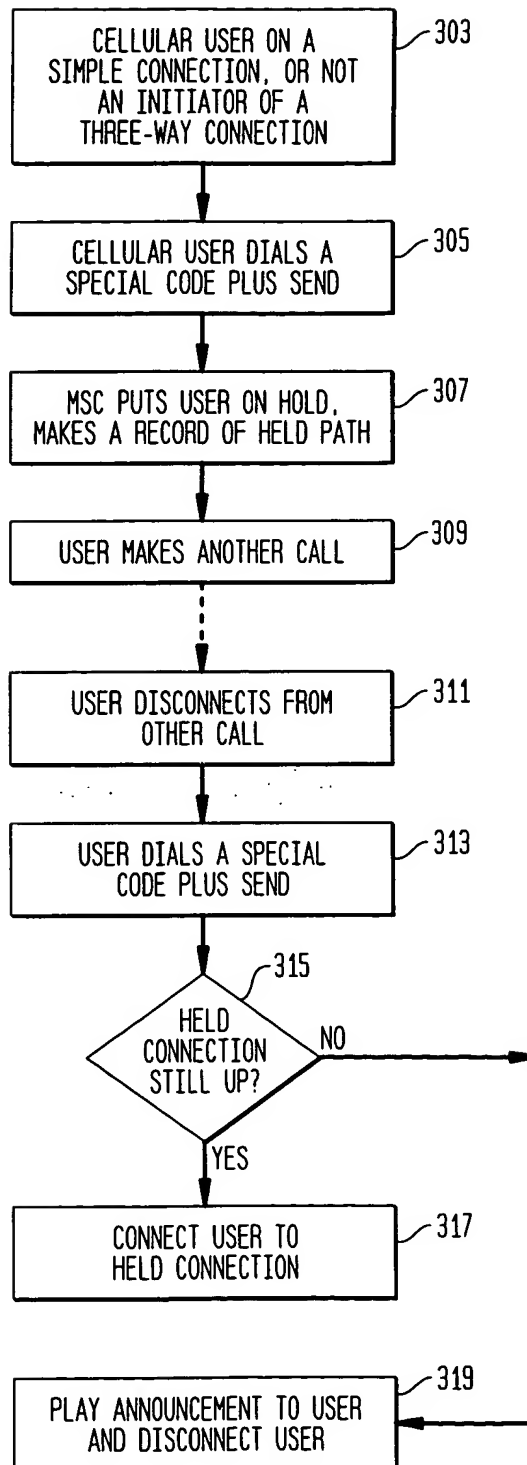 CELLULAR USER ON A
SIMPLE CONNECTION, OR NOT
AN INITIATOR OF A
THREE-WAY CONNECTION
303
CELLULAR USER DIALS A
SPECIAL CODE PLUS SEND
305
MSC PUTS USER ON HOLD,
MAKES A RECORD OF HELD PATH
307
USER MAKES ANOTHER CALL
309
USER DISCONNECTS FROM
OTHER CALL
311
USER DIALS A SPECIAL
CODE PLUS SEND
313
315
HELD
CONNECTION
STILL UP?
NO
YES
CONNECT USER TO
HELD CONNECTION
317
PLAY ANNOUNCEMENT TO USER
AND DISCONNECT USER
319